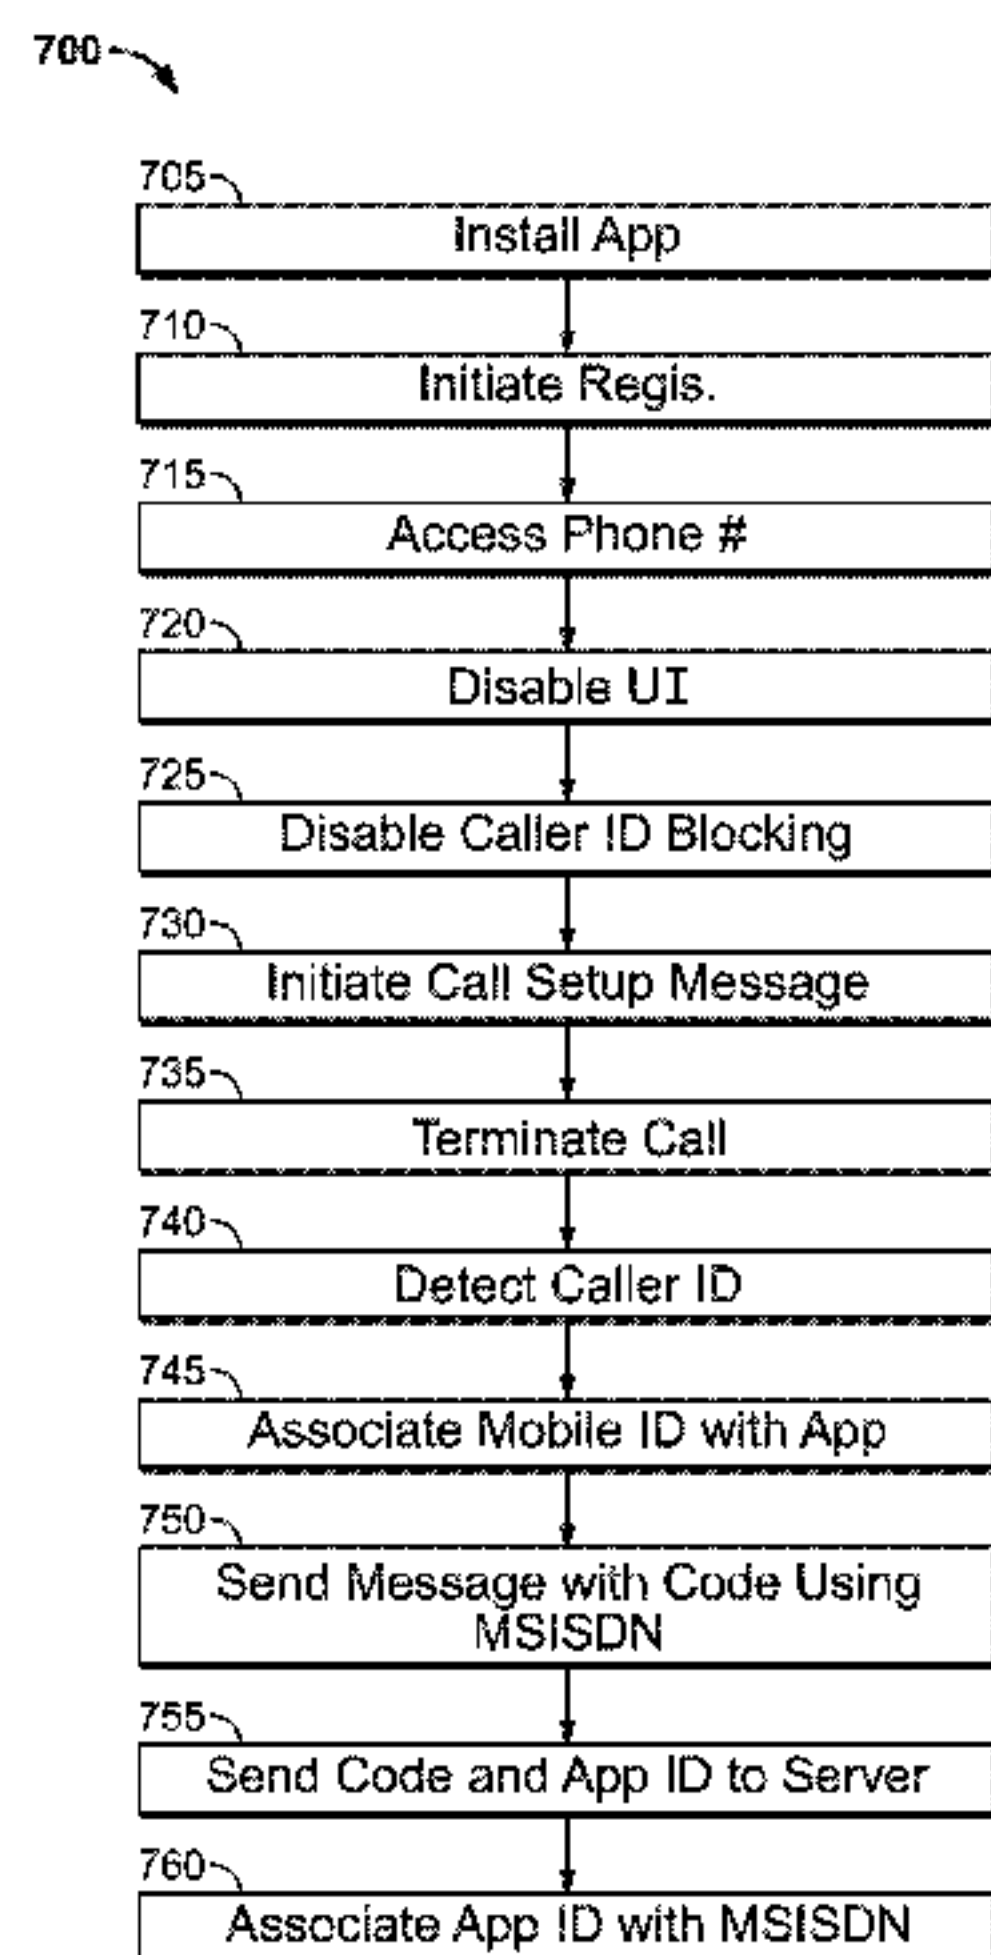 700
705
Install App
710
Initiate Regis.
715
Access Phone #
720
Disable UI
725
Disable Caller ID Blocking
730
Initiate Call Setup Message
735
Terminate Call
740
Detect Caller ID
745
Associate Mobile ID with App
750
Send Message with Code Using
MSISDN
755
Send Code and App ID to Server
760
Associate App ID with MSISDN